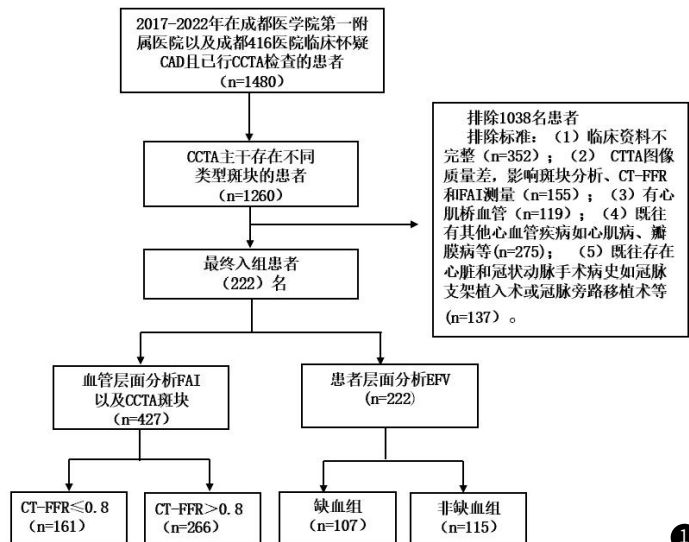 2017-2022年在成都医学院第一附
属医院以及成都416医院临床怀疑
CAD且已行CCTA检查的患者
（n=1480）
CCTA主干存在不同
类型斑块的患者
（n=1260）
排除1038名患者
排除标准：（1）临床资料不
完整（n=352）；（2） CTTA图像
质量差，影响斑块分析、CT-FFR
和FAI测量（n=155）；（3）有心
肌桥血管（n=119）；（4）既往
有其他心血管疾病如心肌病、瓣
膜病等(n=275)； （5）既往存在
心脏和冠状动脉手术病史如冠脉
支架植入术或冠脉旁路移植术等
(n=137）。
最终入组患者
（222）名
血管层面分析FAI
以及CCTA斑块
(n=427)
患者层面分析EFV
(n=222)
CT-FFR≤0.8
(n=161)
CT-FFR＞0.8
(n=266)
缺血组
(n=107)
非缺血组
(n=115)
1